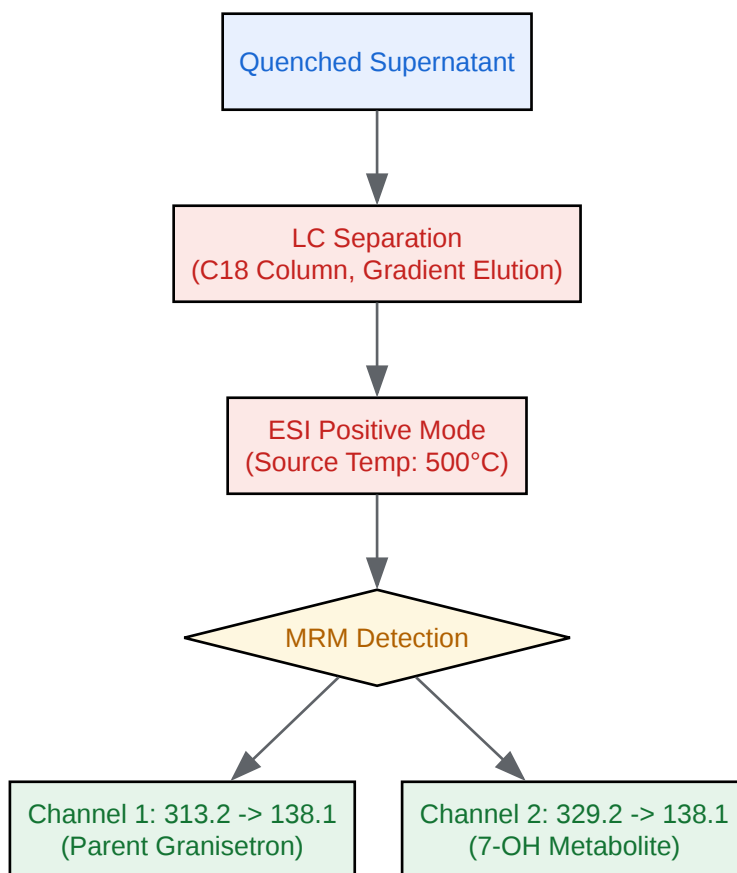 Quenched Supernatant
LC Separation
(C18 Column, Gradient Elution)
ESI Positive Mode
(Source Temp: 500°C)
MRM Detection
Channel 1: 313.2 -> 138.1
(Parent Granisetron)
Channel 2: 329.2 -> 138.1
(7-OH Metabolite)